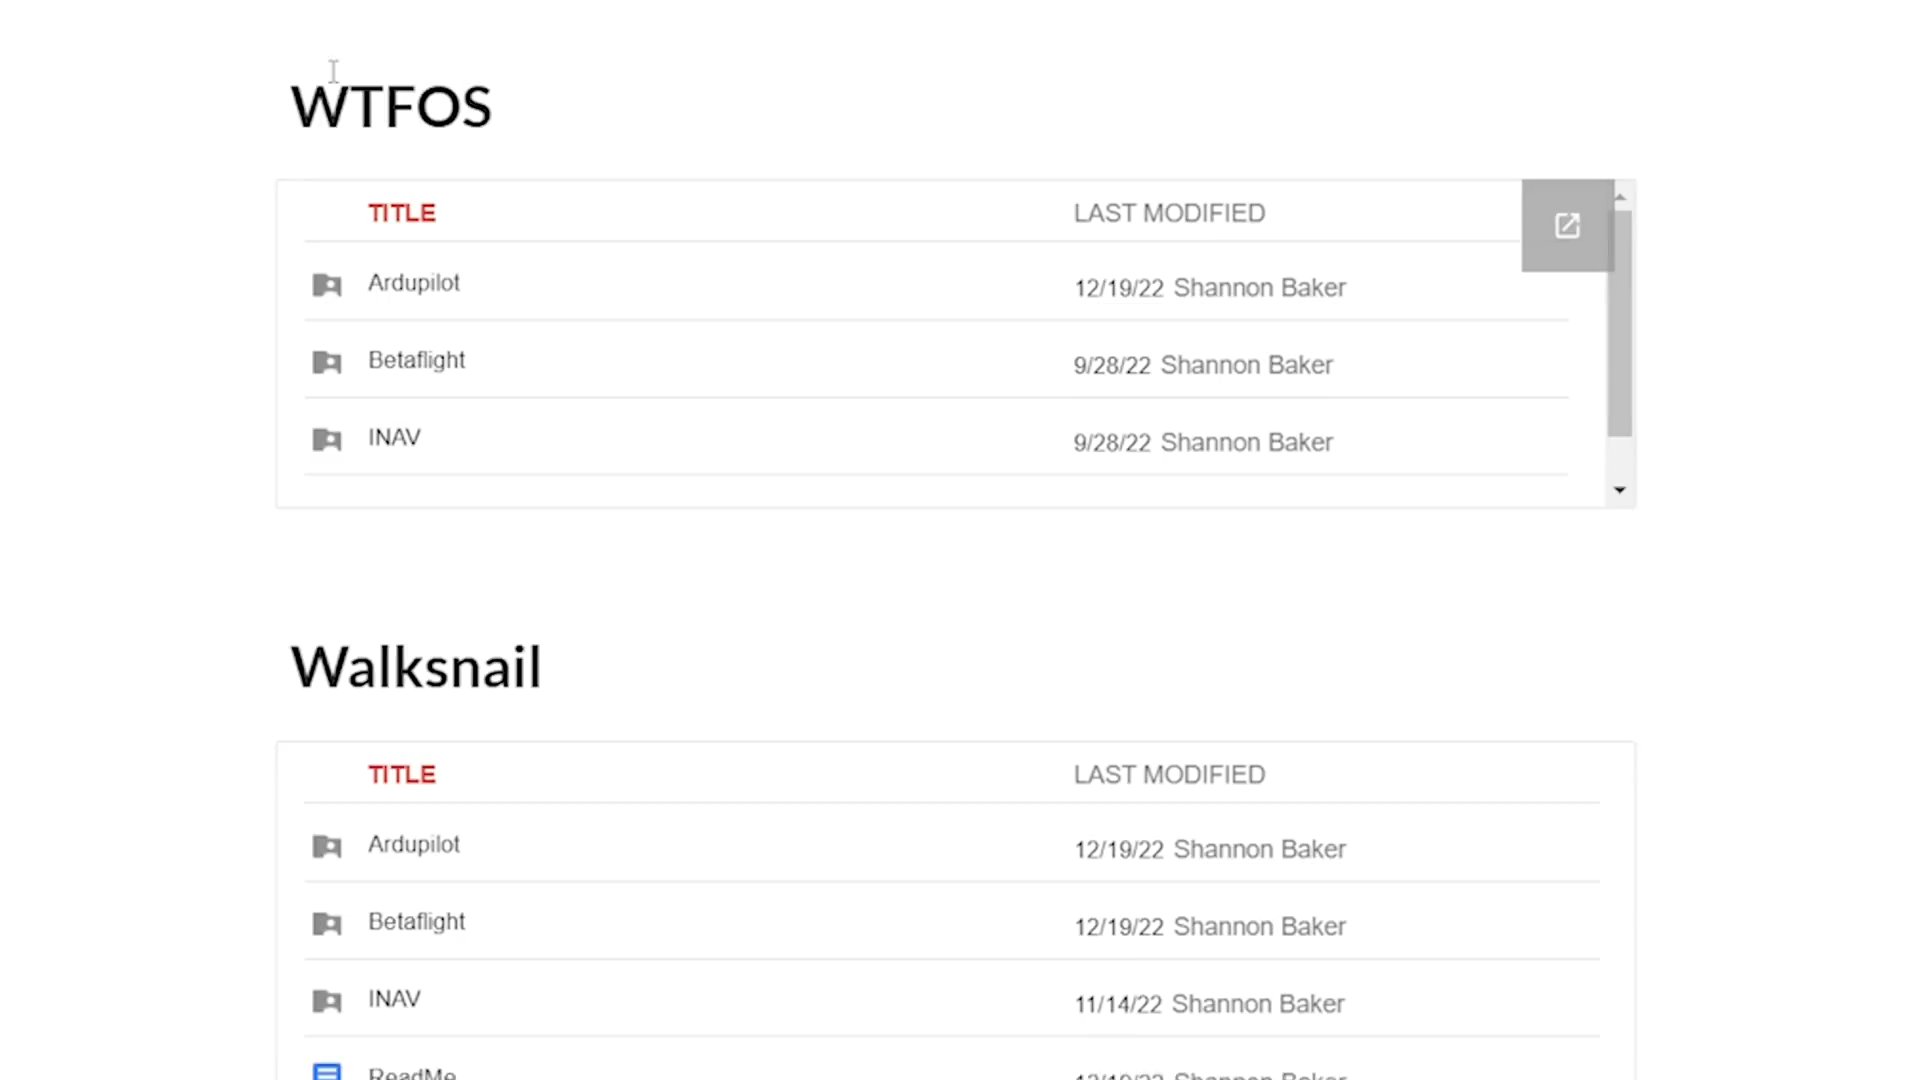 WTFOS
TITLE LAST MODIFIED
Ardupilot 12/19/22 Shannon Baker
Betaflight 9/28/22 Shannon Baker
INAV 9/28/22 Shannon Baker
Walksnail
TITLE LAST MODIFIED
Ardupilot 12/19/22 Shannon Baker
Betaflight 12/19/22 Shannon Baker
INAV 11/14/22 Shannon Baker
ReadMe Shannon Baker